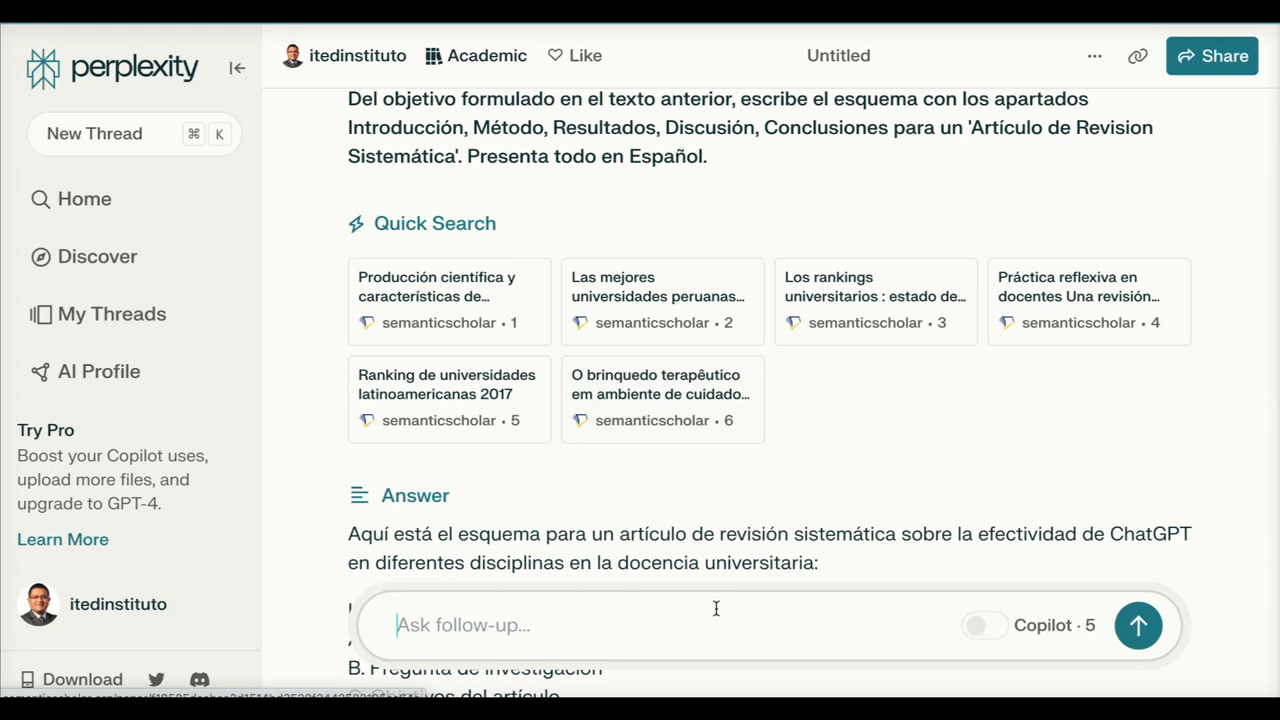 perplexity
New Thread ⌘ K
Home
Discover
My Threads
AI Profile
Try Pro
Boost your Copilot uses,
upload more files, and
upgrade to GPT-4.
Learn More
itedinstituto
Download
itedinstituto Academic Like Untitled ... Share
Del objetivo formulado en el texto anterior, escribe el esquema con los apartados
Introducción, Método, Resultados, Discusión, Conclusiones para un 'Artículo de Revision
Sistemática'. Presenta todo en Español.
Quick Search
Producción científica y
características de...
semanticscholar • 1
Las mejores
universidades peruanas...
semanticscholar • 2
Los rankings
universitarios : estado de...
semanticscholar • 3
Práctica reflexiva en
docentes Una revisión...
semanticscholar • 4
Ranking de universidades
latinoamericanas 2017
semanticscholar • 5
O brinquedo terapêutico
em ambiente de cuidado...
semanticscholar • 6
Answer
Aquí está el esquema para un artículo de revisión sistemática sobre la efectividad de ChatGPT
en diferentes disciplinas en la docencia universitaria:
Ask follow-up...
Copilot · 5
B. Pregunta de investigación
del artículo